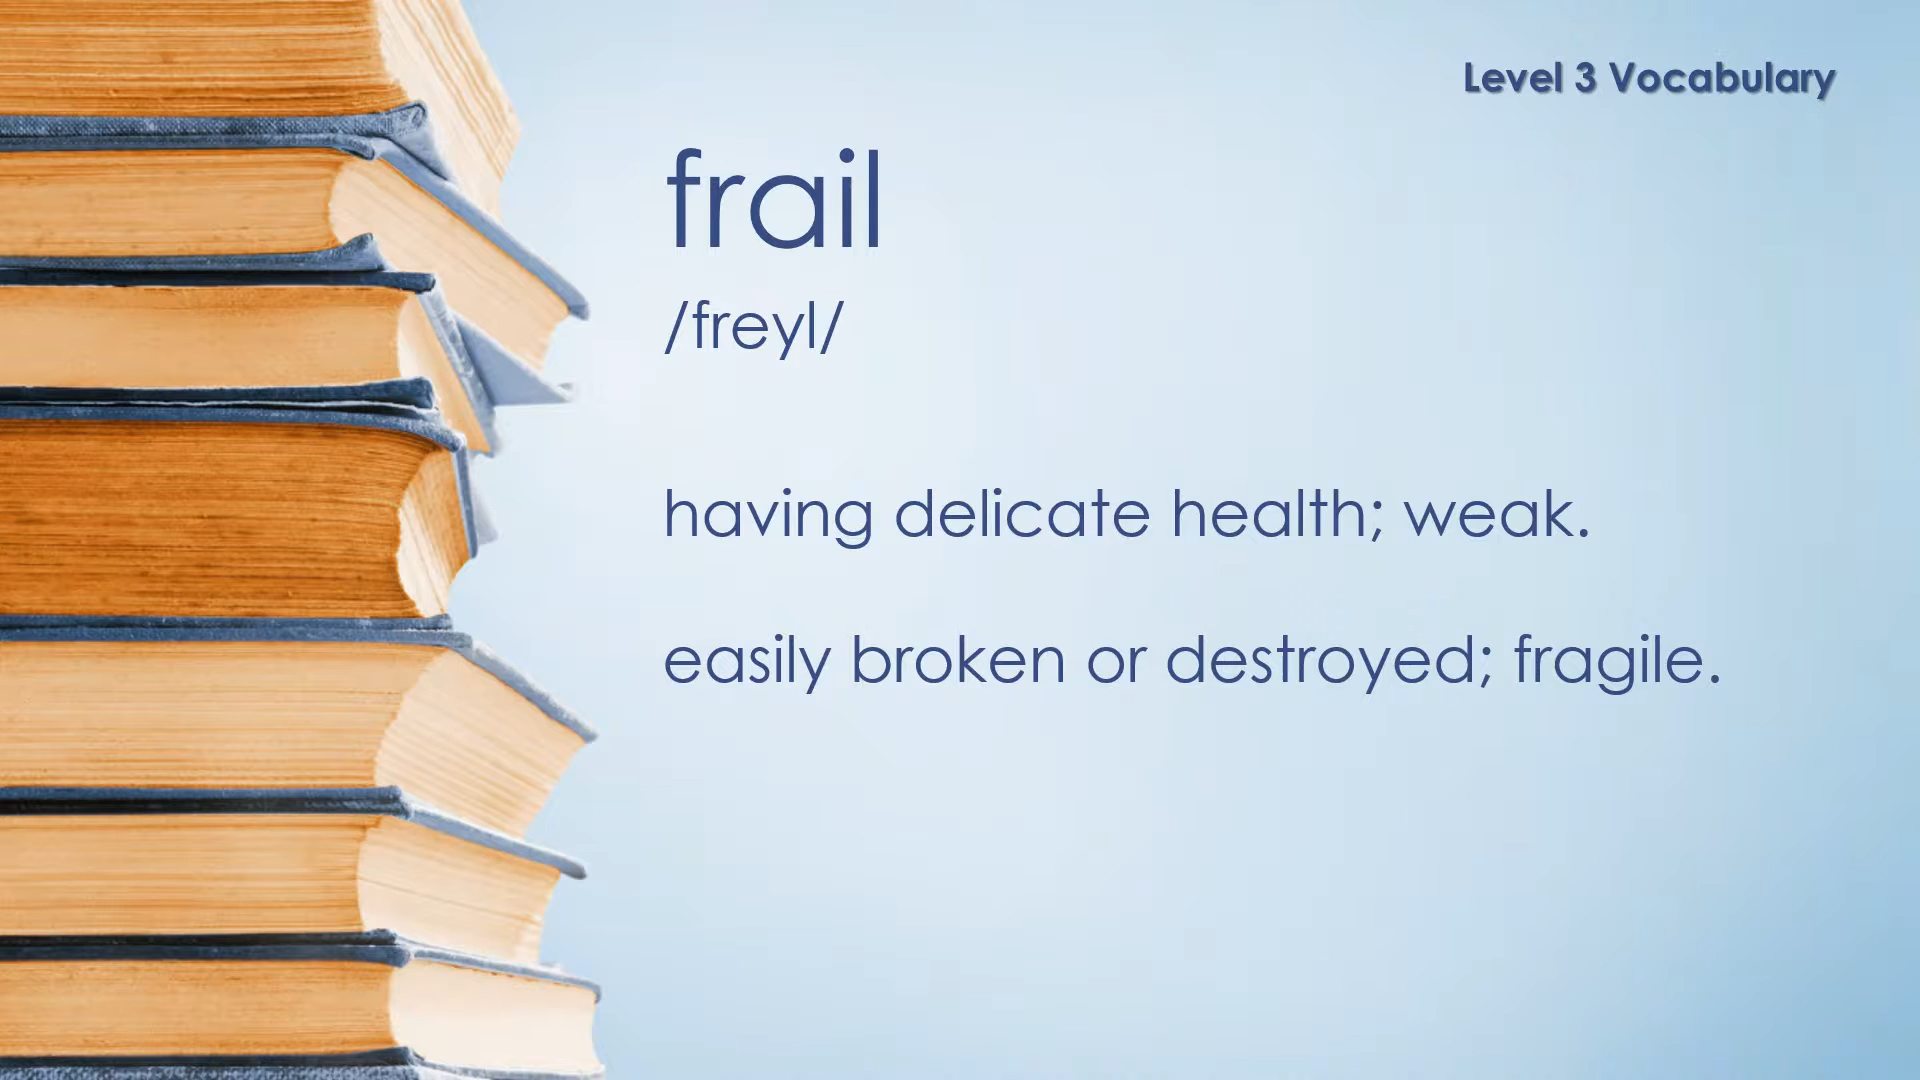 Level 3 Vocabulary
frail
/freyl/
having delicate health; weak.
easily broken or destroyed; fragile.